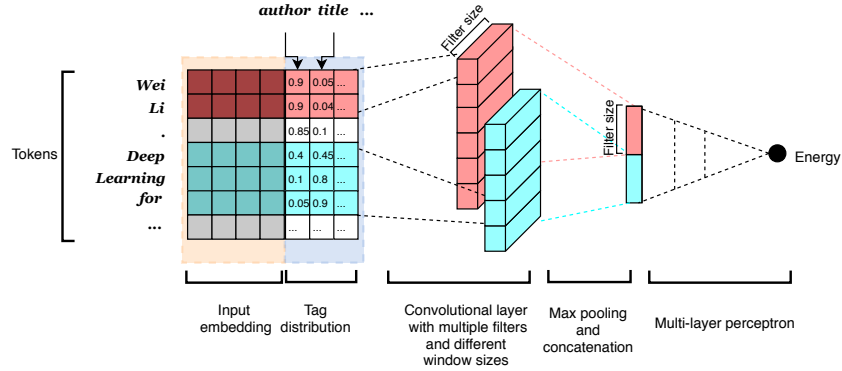 author title ...
Filter size
Wei 0.9 0.05 ...
Li 0.9 0.04 ...
. 0.85 0.1 ...
Tokens
Deep 0.4 0.45 ...
Learning 0.1 0.8 ...
for 0.05 0.9 ...
... ... ... ...
Filter size
Energy
Input
embedding
Tag
distribution
Convolutional layer
with multiple filters
and different
window sizes
Max pooling
and
concatenation
Multi-layer perceptron